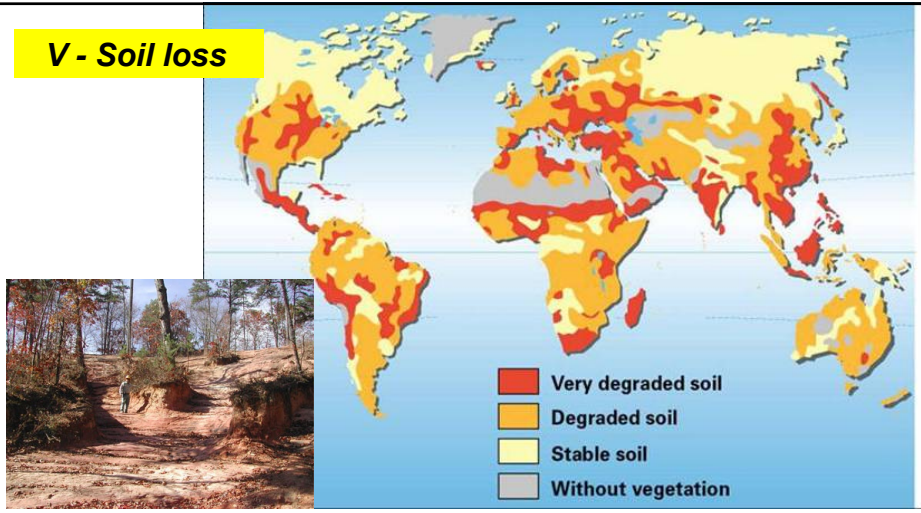 V - Soil loss
Very degraded soil
Degraded soil
Stable soil
Without vegetation